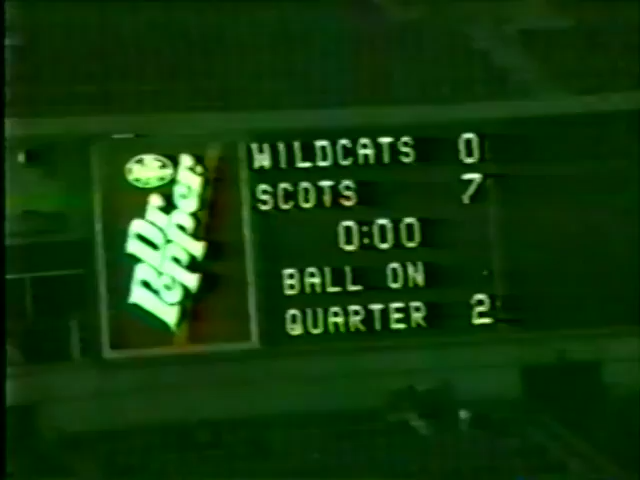 Dr
Pepper
WILDCATS 0
SCOTS 7
0:00
BALL ON
QUARTER 2